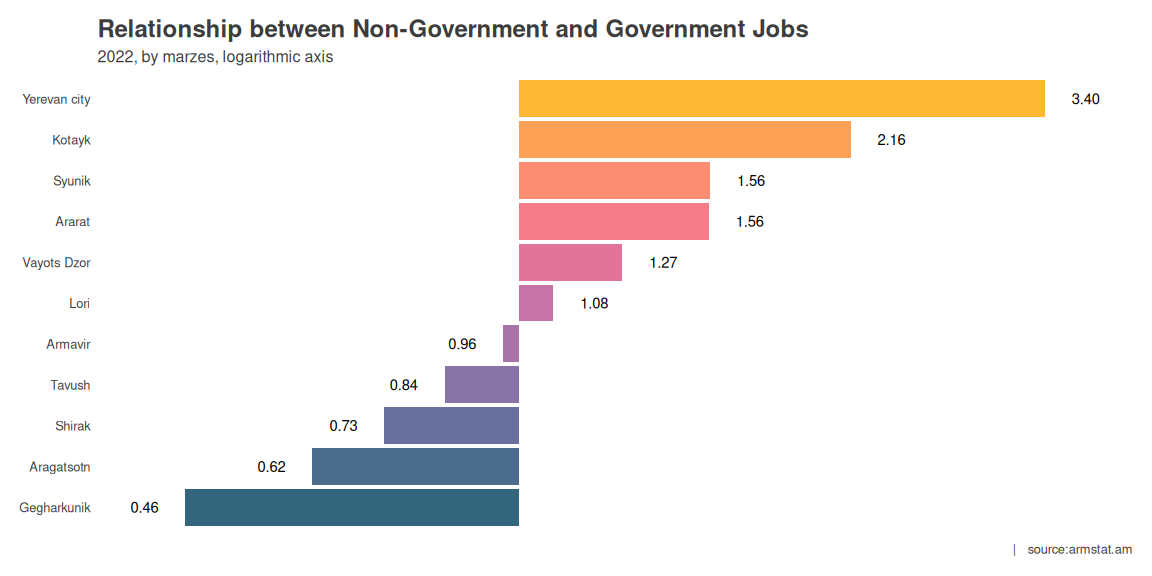 Relationship between Non-Government and Government Jobs
2022, by marzes, logarithmic axis
Yerevan city 3.40
Kotayk 2.16
Syunik 1.56
Ararat 1.56
Vayots Dzor 1.27
Lori 1.08
Armavir 0.96
Tavush 0.84
Shirak 0.73
Aragatsotn 0.62
Gegharkunik 0.46
| source:armstat.am